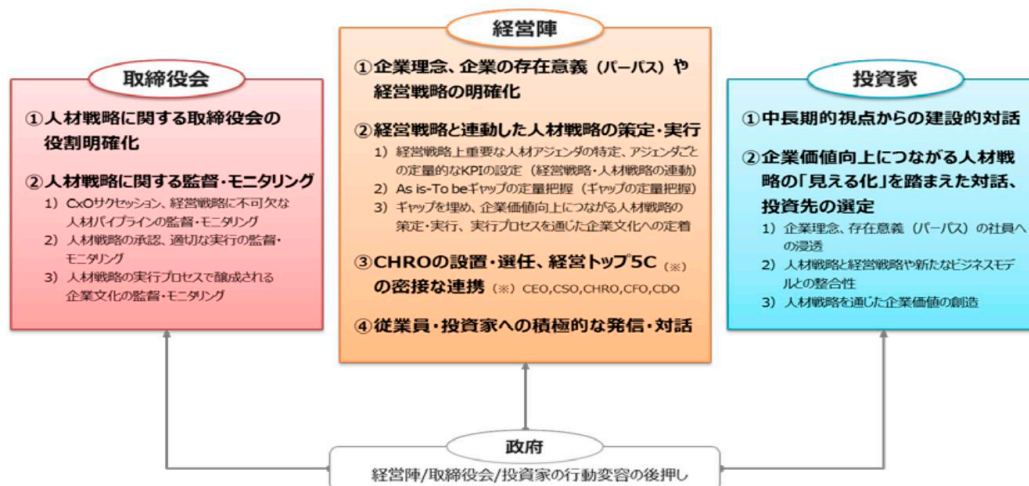 取締役会
①人材戦略に関する取締役会の
役割明確化
②人材戦略に関する監督・モニタリング
1) CxOサクセッション、経営戦略に不可欠な
人材パイプラインの監督・モニタリング
2) 人材戦略の承認、適切な実行の監督・
モニタリング
3) 人材戦略の実行プロセスで醸成される
企業文化の監督・モニタリング
経営陣
①企業理念、企業の存在意義（パーパス）や
経営戦略の明確化
②経営戦略と連動した人材戦略の策定・実行
1) 経営戦略上重要な人材アジェンダの特定、アジェンダごと
の定量的なKPIの設定（経営戦略・人材戦略の連動）
2) As is‐To beギャップの定量把握（ギャップの定量把握）
3) ギャップを埋め、企業価値向上につながる人材戦略の
策定・実行、実行プロセスを通じた企業文化への定着
③CHROの設置・選任、経営トップ5C（※）
の密接な連携（※）CEO,CSO,CHRO,CFO,CDO
④従業員・投資家への積極的な発信・対話
投資家
①中長期的視点からの建設的対話
②企業価値向上につながる人材戦
略の「見える化」を踏まえた対話、
投資先の選定
1) 企業理念、存在意義（パーパス）の社員へ
の浸透
2) 人材戦略と経営戦略や新たなビジネスモデ
ルとの整合性
3) 人材戦略を通じた企業価値の創造
政府
経営陣/取締役会/投資家の行動変容の後押し